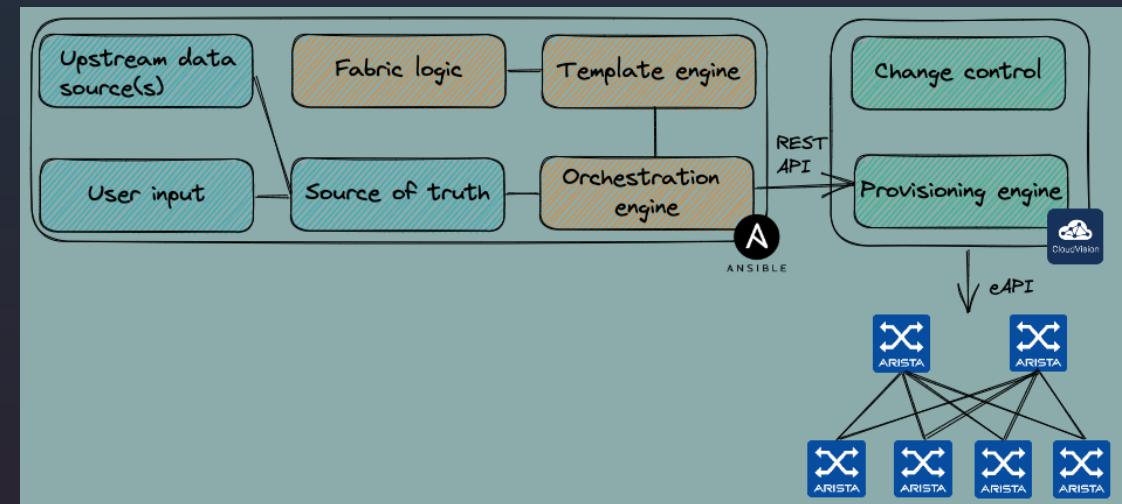 Upstream data
source(s)
Fabric logic
Template engine
Change control
REST
API
User input
Source of truth
Orchestration
engine
Provisioning engine
ANSIBLE
CloudVision
eAPI
ARISTA
ARISTA
ARISTA
ARISTA
ARISTA
ARISTA